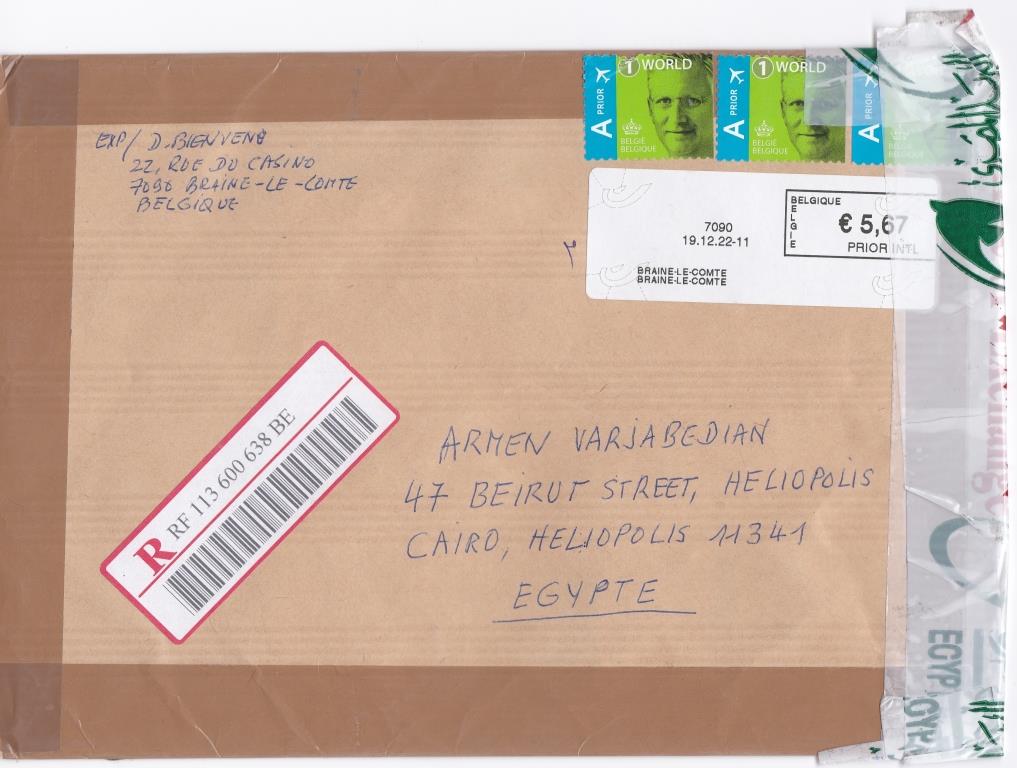 EXP/ D. BIENVENU
22, RUE DU CASINO
7090 BRAINE-LE-COMTE
BELGIQUE
A PRIOR
1 WORLD
BELGIË
BELGIQUE
A PRIOR
1 WORLD
BELGIË
BELGIQUE
A PRIOR
7090
19.12.22-11
BRAINE-LE-COMTE
BRAINE-LE-COMTE
BELGIQUE
BELGIE
€ 5,67
PRIOR INTL
R RF 113 600 638 BE
ARMEN VARJABEDIAN
47 BEIRUT STREET, HELIOPOLIS
CAIRO, HELIOPOLIS 11341
EGYPTE
EGYP